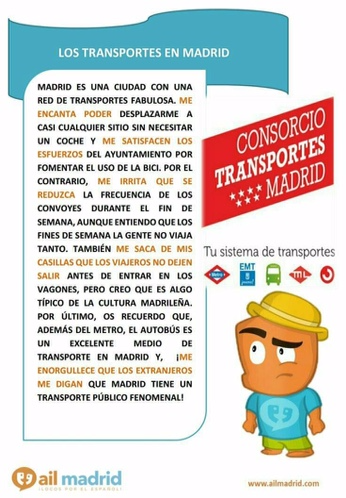 LOS TRANSPORTES EN MADRID
MADRID ES UNA CIUDAD CON UNA
RED DE TRANSPORTES FABULOSA. ME
ENCANTA PODER DESPLAZARME A
CASI CUALQUIER SITIO SIN NECESITAR
UN COCHE Y ME SATISFACEN LOS
ESFUERZOS DEL AYUNTAMIENTO POR
FOMENTAR EL USO DE LA BICI. POR EL
CONTRARIO, ME IRRITA QUE SE
REDUZCA LA FRECUENCIA DE LOS
CONVOYES DURANTE EL FIN DE
SEMANA, AUNQUE ENTIENDO QUE LOS
FINES DE SEMANA LA GENTE NO VIAJA
TANTO. TAMBIÉN ME SACA DE MIS
CASILLAS QUE LOS VIAJEROS NO DEJEN
SALIR ANTES DE ENTRAR EN LOS
VAGONES, PERO CREO QUE ES ALGO
TÍPICO DE LA CULTURA MADRILEÑA.
POR ÚLTIMO, OS RECUERDO QUE,
ADEMÁS DEL METRO, EL AUTOBÚS ES
UN EXCELENTE MEDIO DE
TRANSPORTE EN MADRID Y, ¡ME
ENORGULLECE QUE LOS EXTRANJEROS
ME DIGAN QUE MADRID TIENE UN
TRANSPORTE PÚBLICO FENOMENAL!
CONSORCIO
TRANSPORTES
MADRID
Tu sistema de transportes
Metro
EMT
ML
ail madrid
¡LOCOS POR EL ESPAÑOL!
www.ailmadrid.com